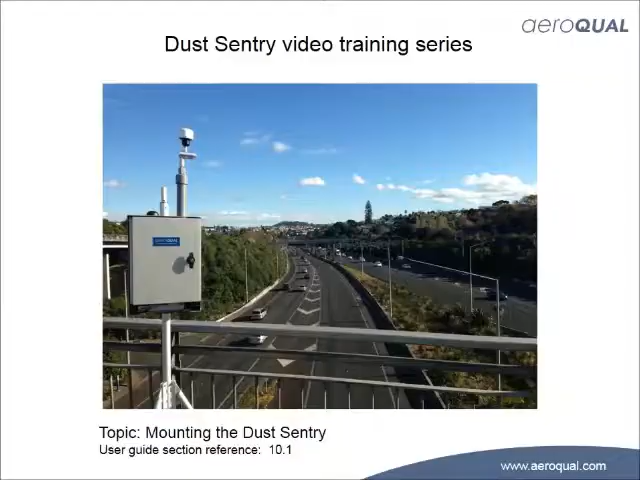 aeroQUAL
Dust Sentry video training series
Topic: Mounting the Dust Sentry
User guide section reference: 10.1
www.aeroqual.com